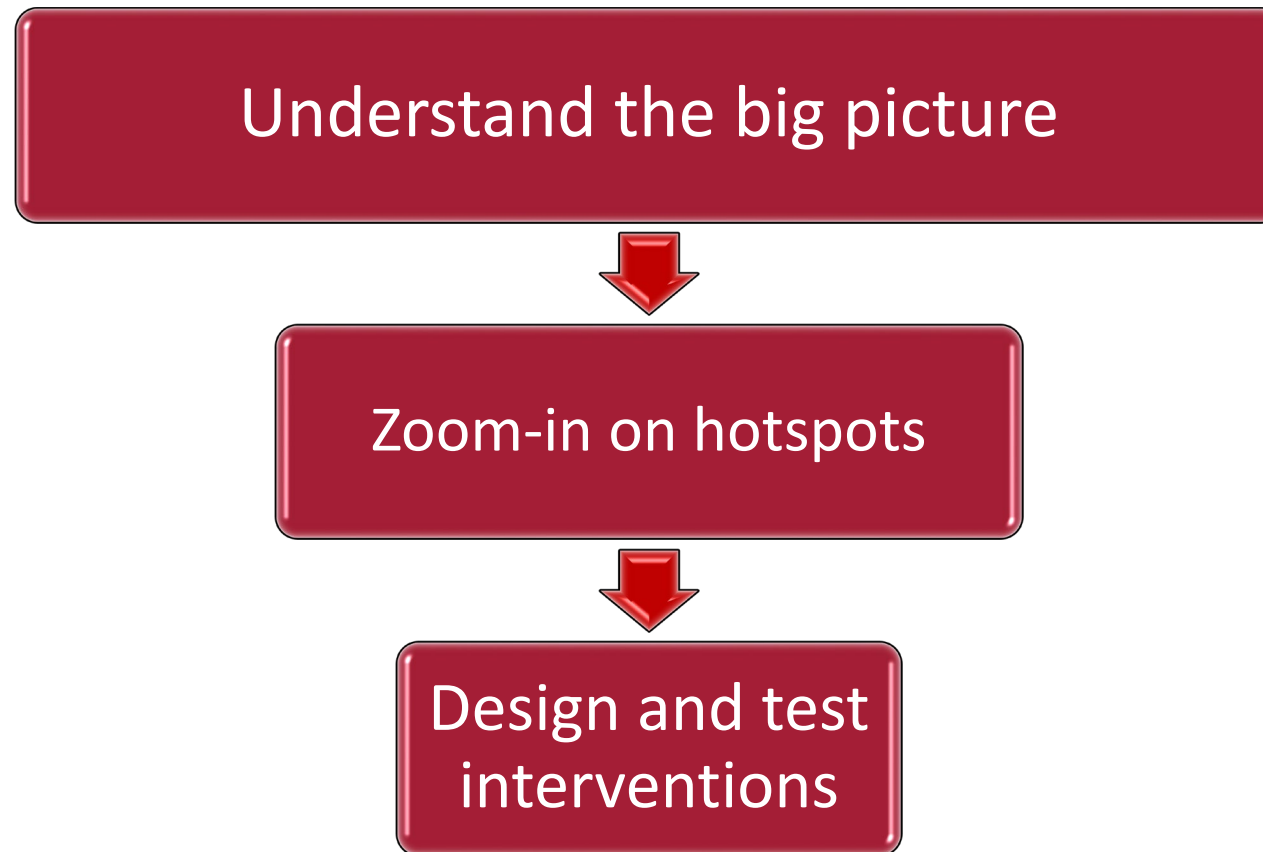 Understand the big picture
Zoom-in on hotspots
Design and test
interventions